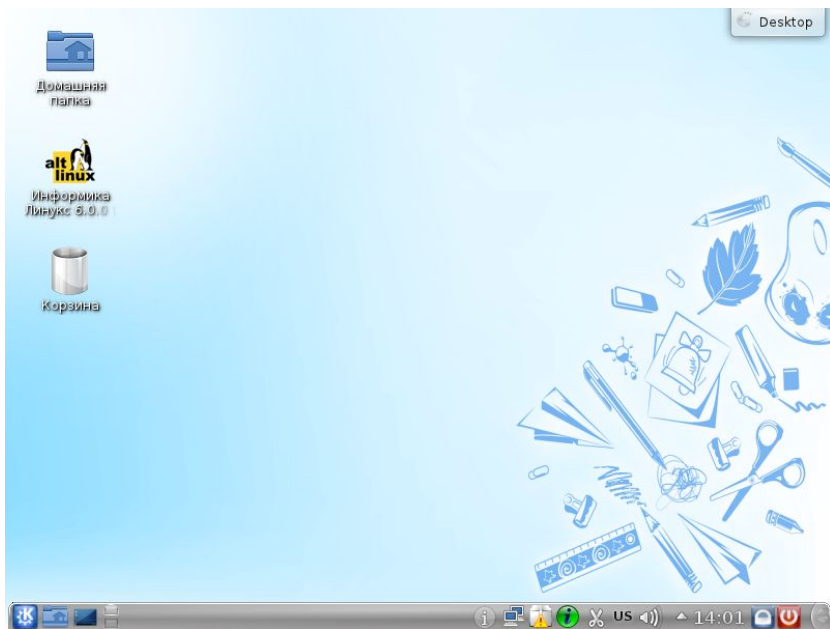 Desktop
Домашняя
папка
alt
linux
Информика
Линукс 6.0.0
Корзина
US
14:01